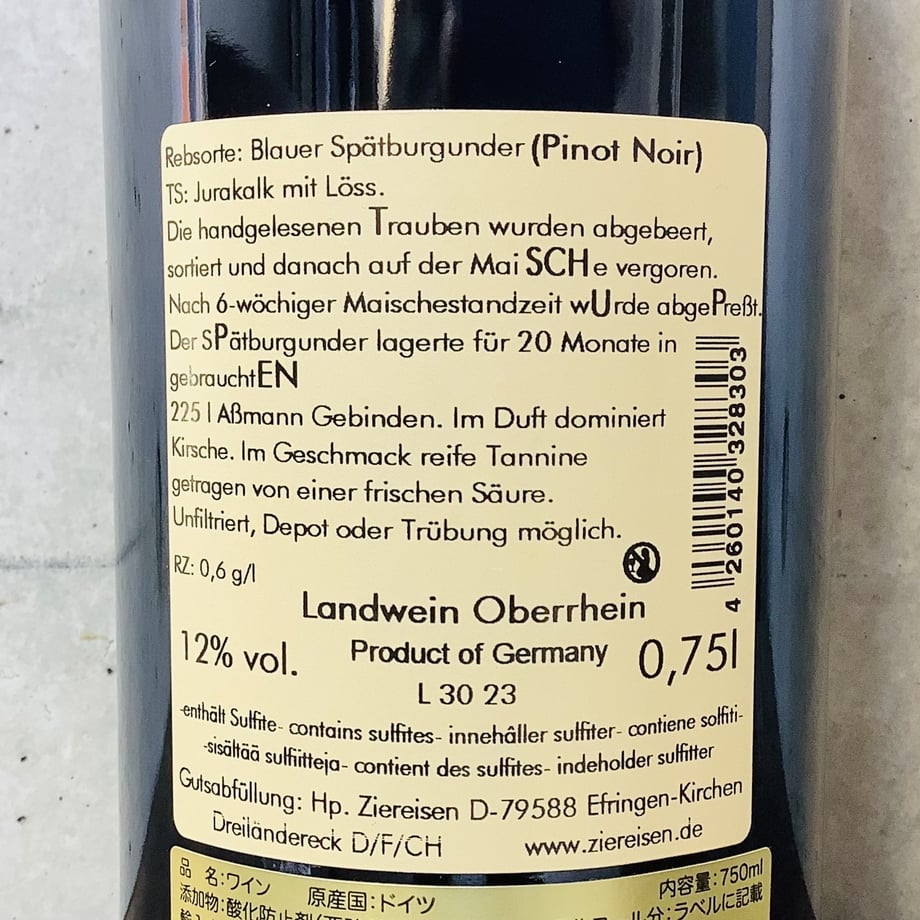 Rebsorte: Blauer Spätburgunder (Pinot Noir)
TS: Jurakalk mit Löss.
Die handgelesenen Trauben wurden abgebeert,
sortiert und danach auf der Mai SCH e vergoren.
Nach 6-wöchiger Maischestandzeit wUrde abgePreßt.
Der SPätburgunder lagerte für 20 Monate in
gebrauchtEN
225 l Aßmann Gebinden. Im Duft dominiert
Kirsche. Im Geschmack reife Tannine
getragen von einer frischen Säure.
Unfiltriert, Depot oder Trübung möglich.
RZ: 0,6 g/l
4 260140 328303
Landwein Oberrhein
12% vol. Product of Germany 0,75l
L 30 23
-enthält Sulfite- contains sulfites- innehåller sulfiter- contiene solfiti-
-sisältää sulfiitteja- contient des sulfites- indeholder sulfitter
Gutsabfüllung: Hp. Ziereisen D-79588 Efringen-Kirchen
Dreiländereck D/F/CH www.ziereisen.de
品 名:ワイン 原産国:ドイツ 内容量:750ml
添加物:酸化防止剤 分:ラベルに記載